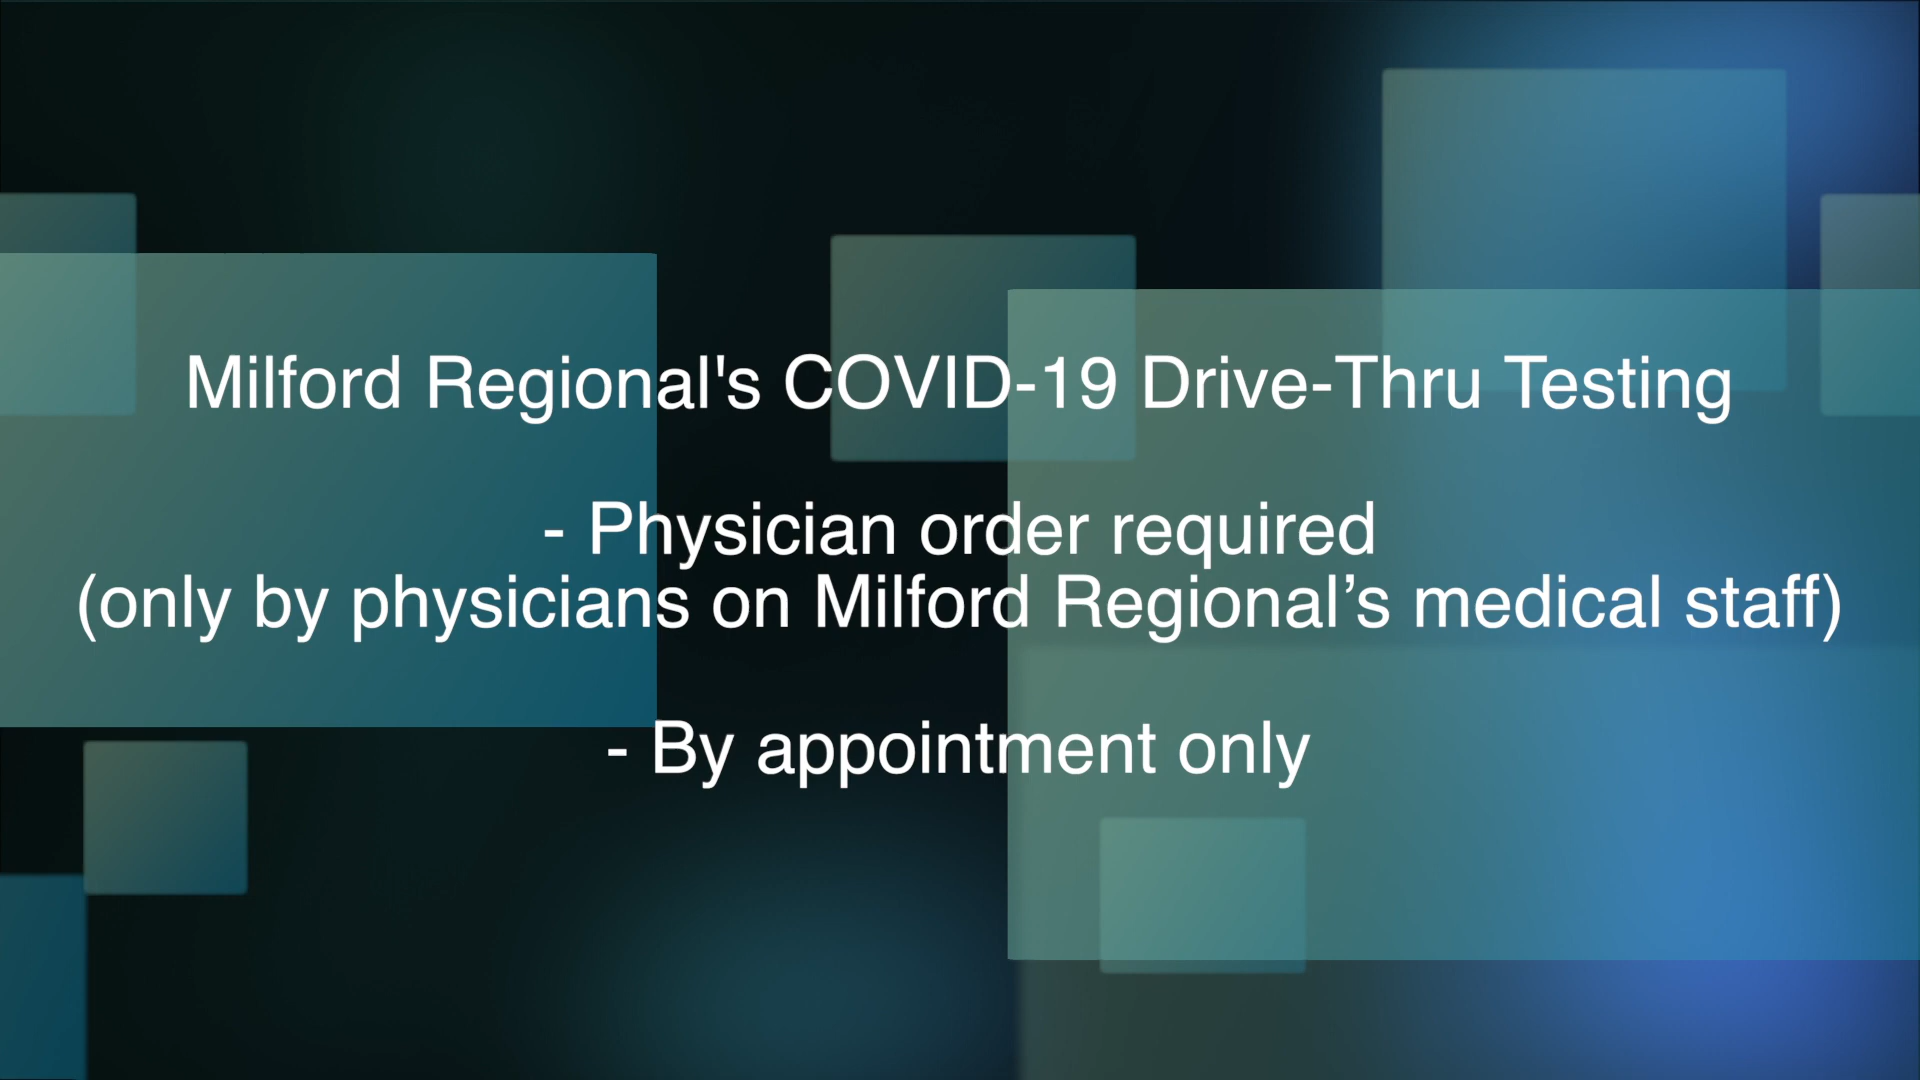 Milford Regional's COVID-19 Drive-Thru Testing
- Physician order required
(only by physicians on Milford Regional’s medical staff)
- By appointment only